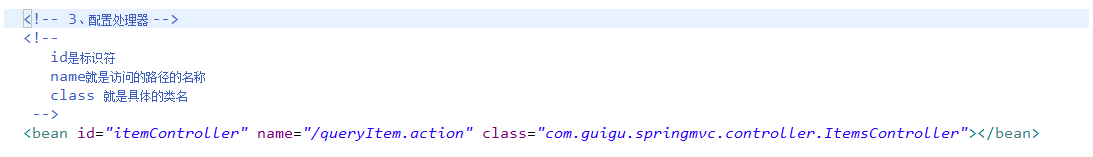 <!-- 3、配置处理器 -->
<!--
id是标识符
name就是访问的路径的名称
class 就是具体的类名
-->
<bean id="itemController" name="/queryItem.action" class="com.guigu.springmvc.controller.ItemsController"></bean>